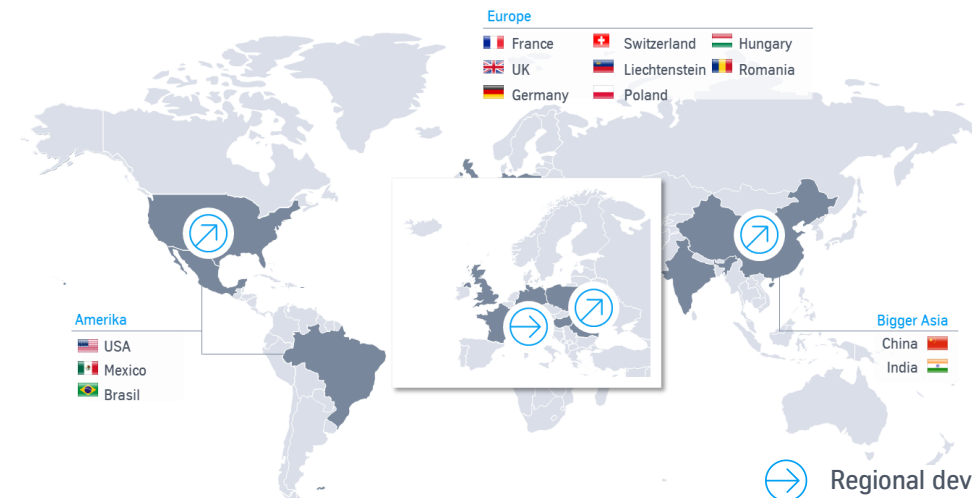 Europe
France
Switzerland
Hungary
UK
Liechtenstein
Romania
Germany
Poland
Amerika
USA
Mexico
Brasil
Bigger Asia
China
India
Regional dev